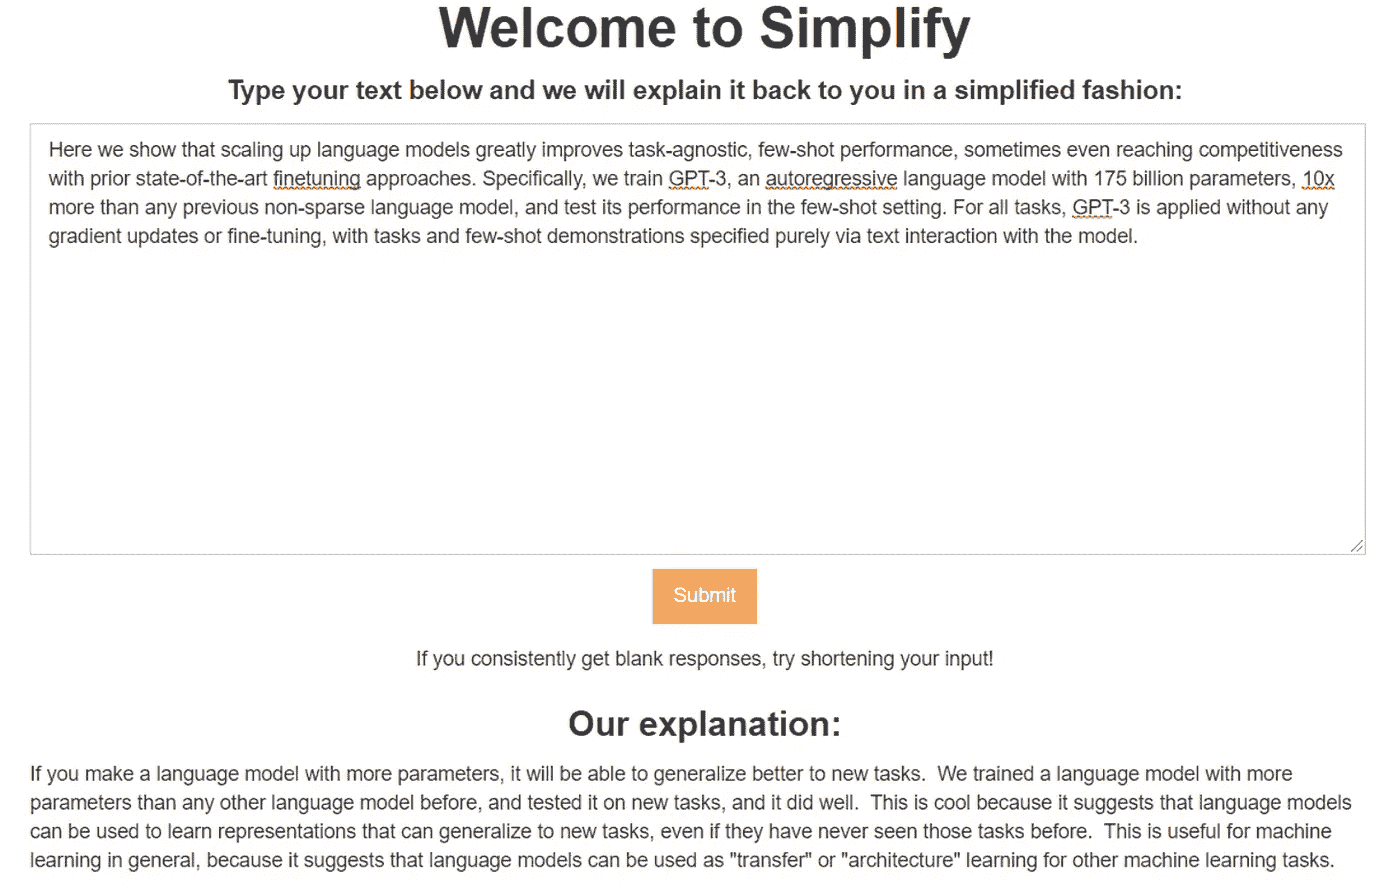 Welcome to Simplify
Type your text below and we will explain it back to you in a simplified fashion:
Here we show that scaling up language models greatly improves task-agnostic, few-shot performance, sometimes even reaching competitiveness
with prior state-of-the-art finetuning approaches. Specifically, we train GPT-3, an autoregressive language model with 175 billion parameters, 10x
more than any previous non-sparse language model, and test its performance in the few-shot setting. For all tasks, GPT-3 is applied without any
gradient updates or fine-tuning, with tasks and few-shot demonstrations specified purely via text interaction with the model.
Submit
If you consistently get blank responses, try shortening your input!
Our explanation:
If you make a language model with more parameters, it will be able to generalize better to new tasks.  We trained a language model with more
parameters than any other language model before, and tested it on new tasks, and it did well.  This is cool because it suggests that language models
can be used to learn representations that can generalize to new tasks, even if they have never seen those tasks before.  This is useful for machine
learning in general, because it suggests that language models can be used as "transfer" or "architecture" learning for other machine learning tasks.